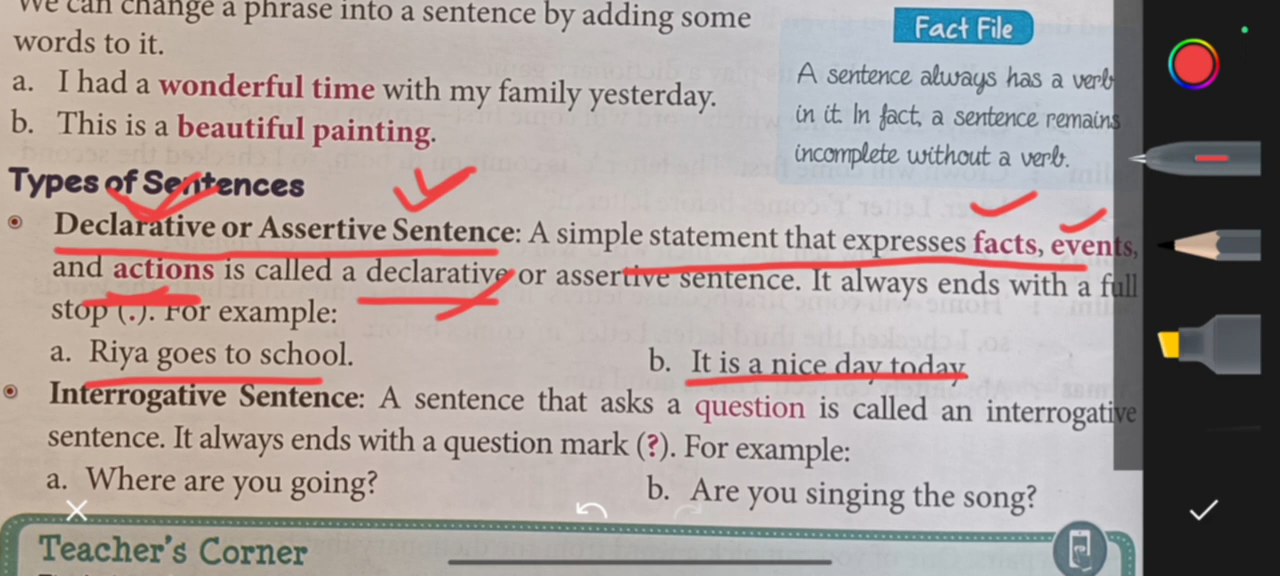 We can change a phrase into a sentence by adding some
words to it.
a. I had a wonderful time with my family yesterday.
b. This is a beautiful painting.
Fact File
A sentence always has a verb
in it. In fact, a sentence remains
incomplete without a verb.
Types of Sentences
Declarative or Assertive Sentence: A simple statement that expresses facts, events,
and actions is called a declarative or assertive sentence. It always ends with a full
stop (.). For example:
a. Riya goes to school.
b. It is a nice day today
Interrogative Sentence: A sentence that asks a question is called an interrogative
sentence. It always ends with a question mark (?). For example:
a. Where are you going?
b. Are you singing the song?
Teacher's Corner